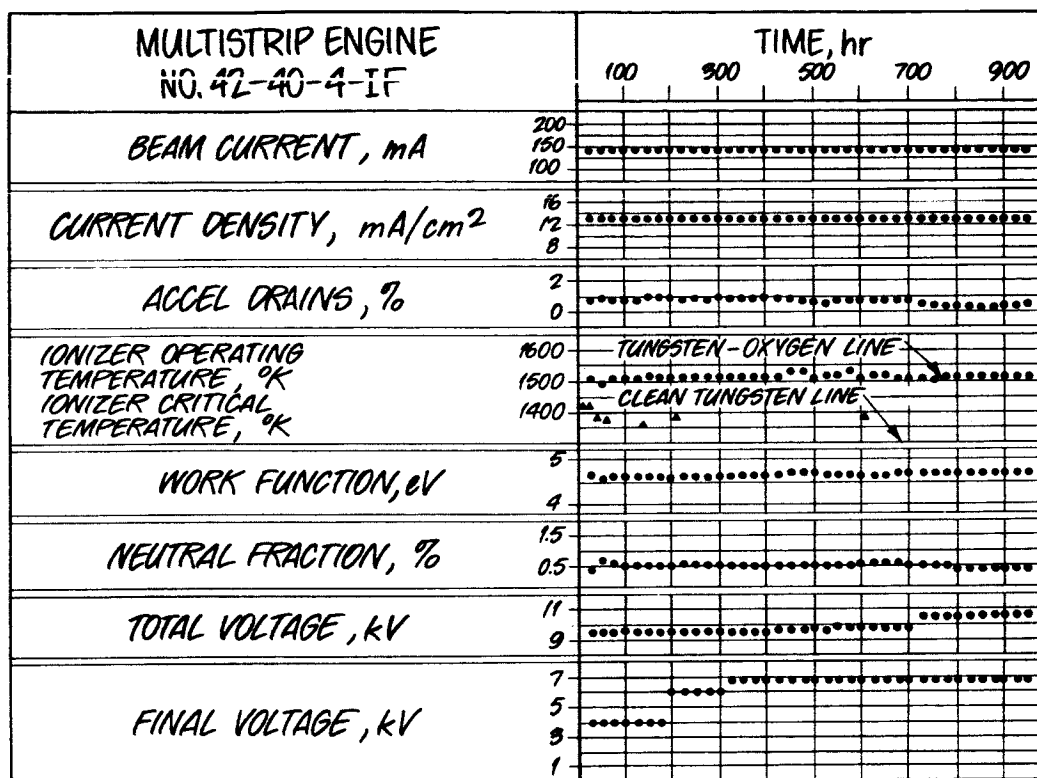 MULTISTRIP ENGINE
NO. 42-40-4-IF
TIME, hr
100 300 500 700 900
BEAM CURRENT, mA
200
150
100
CURRENT DENSITY, mA/cm²
16
12
8
ACCEL DRAINS, %
2
0
IONIZER OPERATING
TEMPERATURE, °K
IONIZER CRITICAL
TEMPERATURE, °K
1600
1500
1400
TUNGSTEN-OXYGEN LINE
CLEAN TUNGSTEN LINE
WORK FUNCTION, eV
5
4
NEUTRAL FRACTION, %
1.5
0.5
TOTAL VOLTAGE, kV
11
9
FINAL VOLTAGE, kV
7
5
3
1